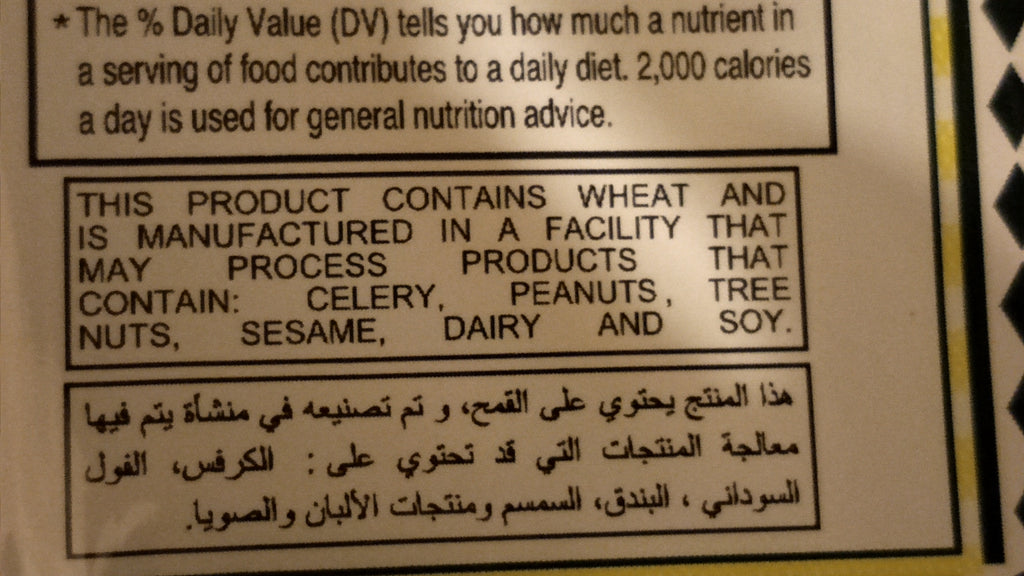 * The % Daily Value (DV) tells you how much a nutrient in
a serving of food contributes to a daily diet. 2,000 calories
a day is used for general nutrition advice.
THIS PRODUCT CONTAINS WHEAT AND
IS MANUFACTURED IN A FACILITY THAT
MAY PROCESS PRODUCTS THAT
CONTAIN: CELERY, PEANUTS, TREE
NUTS, SESAME, DAIRY AND SOY.
هذا المنتج يحتوي على القمح، و تم تصنيعه في منشأة يتم فيها
معالجة المنتجات التي قد تحتوي على : الكرفس، الفول
السوداني ، البندق، السمسم ومنتجات الألبان والصويا.